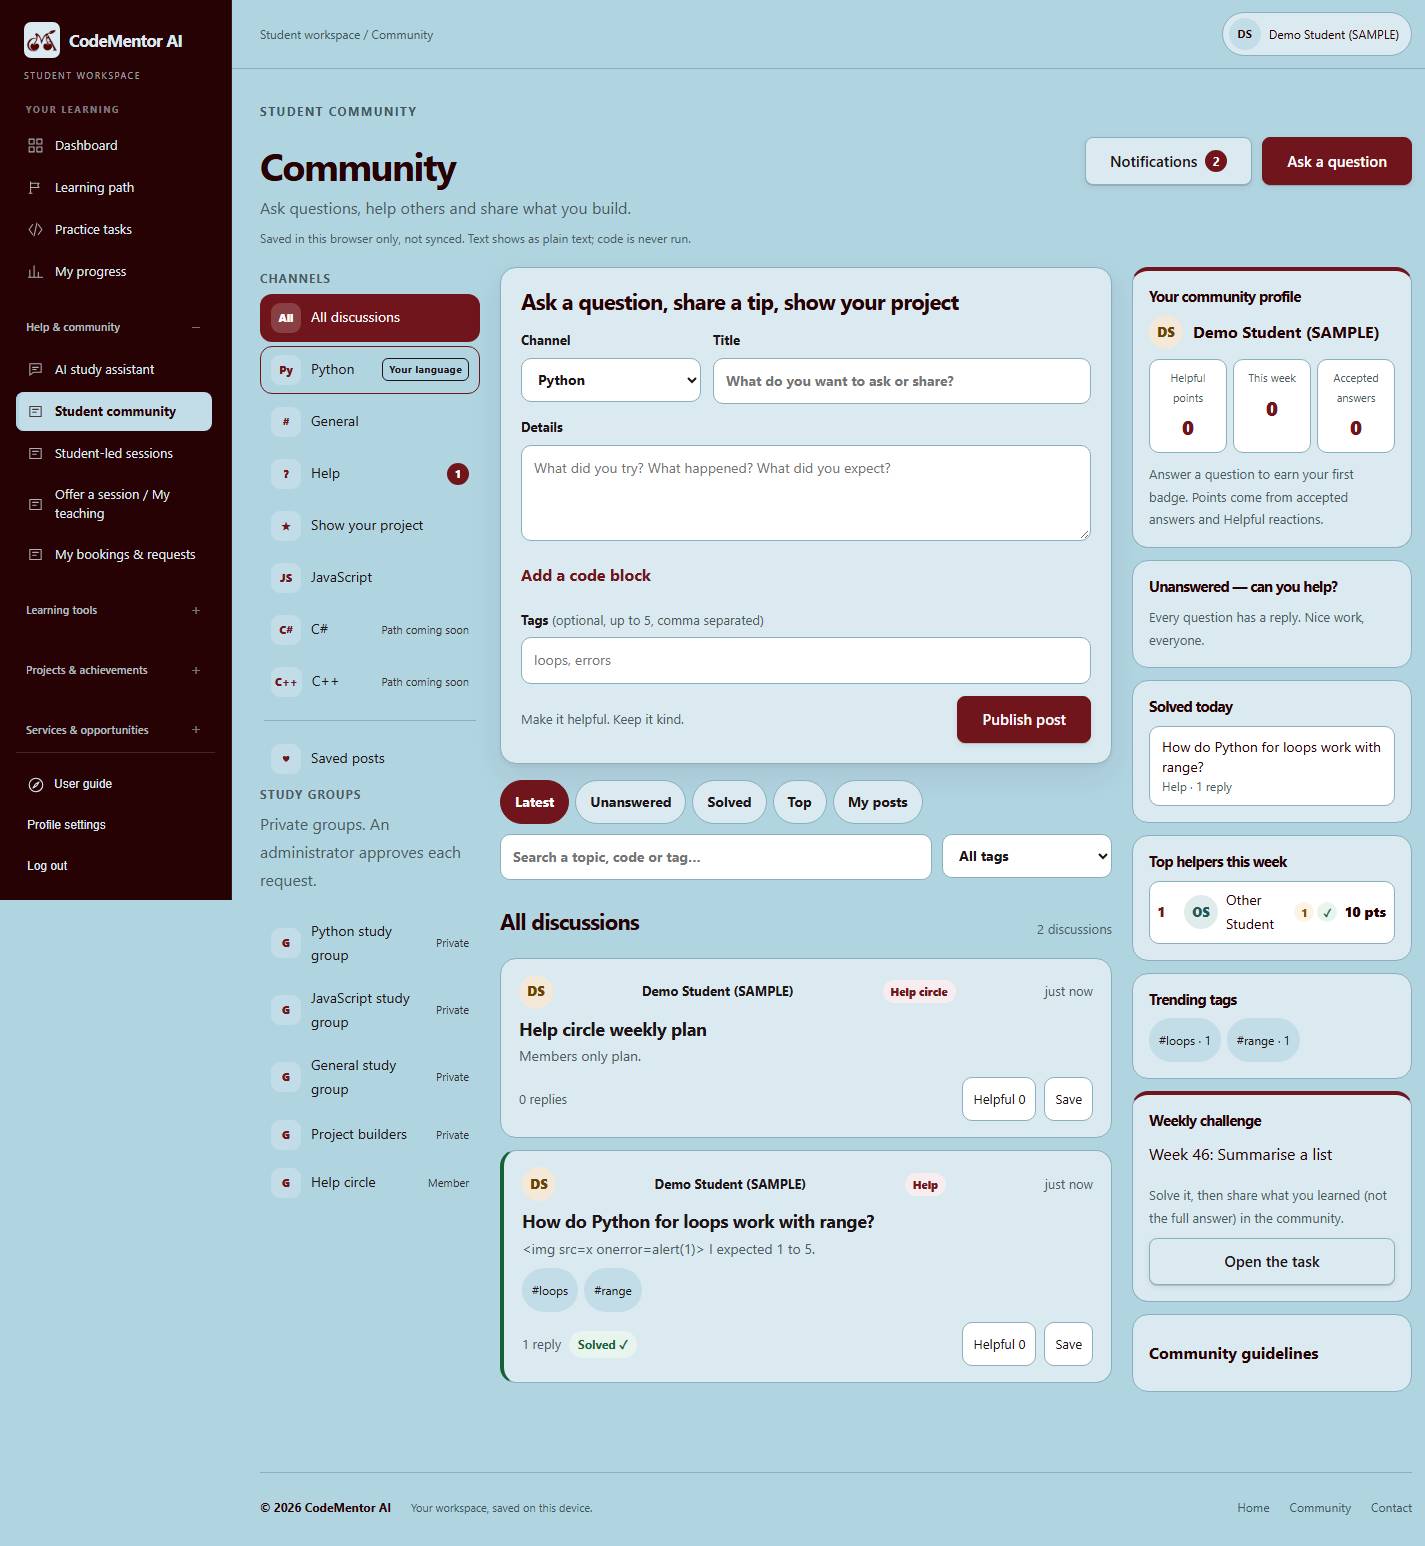 CodeMentor AI
STUDENT WORKSPACE
YOUR LEARNING
Dashboard
Learning path
Practice tasks
My progress
Help & community
AI study assistant
Student community
Student-led sessions
Offer a session / My
teaching
My bookings & requests
Learning tools
Projects & achievements
Services & opportunities
User guide
Profile settings
Log out
Student workspace / Community
DS Demo Student (SAMPLE)
STUDENT COMMUNITY
Community
Notifications 2
Ask a question
Ask questions, help others and share what you build.
Saved in this browser only, not synced. Text shows as plain text; code is never run.
CHANNELS
All All discussions
Py Python Your language
# General
? Help 1
★ Show your project
JS JavaScript
C# C# Path coming soon
C++ C++ Path coming soon
♥ Saved posts
STUDY GROUPS
Private groups. An
administrator approves each
request.
G Python study
group Private
G JavaScript study
group Private
G General study
group Private
G Project builders Private
G Help circle Member
Ask a question, share a tip, show your project
Channel Title
Python What do you want to ask or share?
Details
What did you try? What happened? What did you expect?
Add a code block
Tags (optional, up to 5, comma separated)
loops, errors
Make it helpful. Keep it kind.
Publish post
Latest Unanswered Solved Top My posts
Search a topic, code or tag... All tags
All discussions
2 discussions
DS Demo Student (SAMPLE) Help circle just now
Help circle weekly plan
Members only plan.
0 replies Helpful 0 Save
DS Demo Student (SAMPLE) Help just now
How do Python for loops work with range?
<img src=x onerror=alert(1)> I expected 1 to 5.
#loops #range
1 reply Solved ✓ Helpful 0 Save
Your community profile
DS Demo Student (SAMPLE)
Helpful
points
0
This week
0
Accepted
answers
0
Answer a question to earn your first
badge. Points come from accepted
answers and Helpful reactions.
Unanswered — can you help?
Every question has a reply. Nice work,
everyone.
Solved today
How do Python for loops work with
range?
Help · 1 reply
Top helpers this week
1 OS Other
Student 1 ✓ 10 pts
Trending tags
#loops · 1 #range · 1
Weekly challenge
Week 46: Summarise a list
Solve it, then share what you learned (not
the full answer) in the community.
Open the task
Community guidelines
© 2026 CodeMentor AI Your workspace, saved on this device.
Home Community Contact